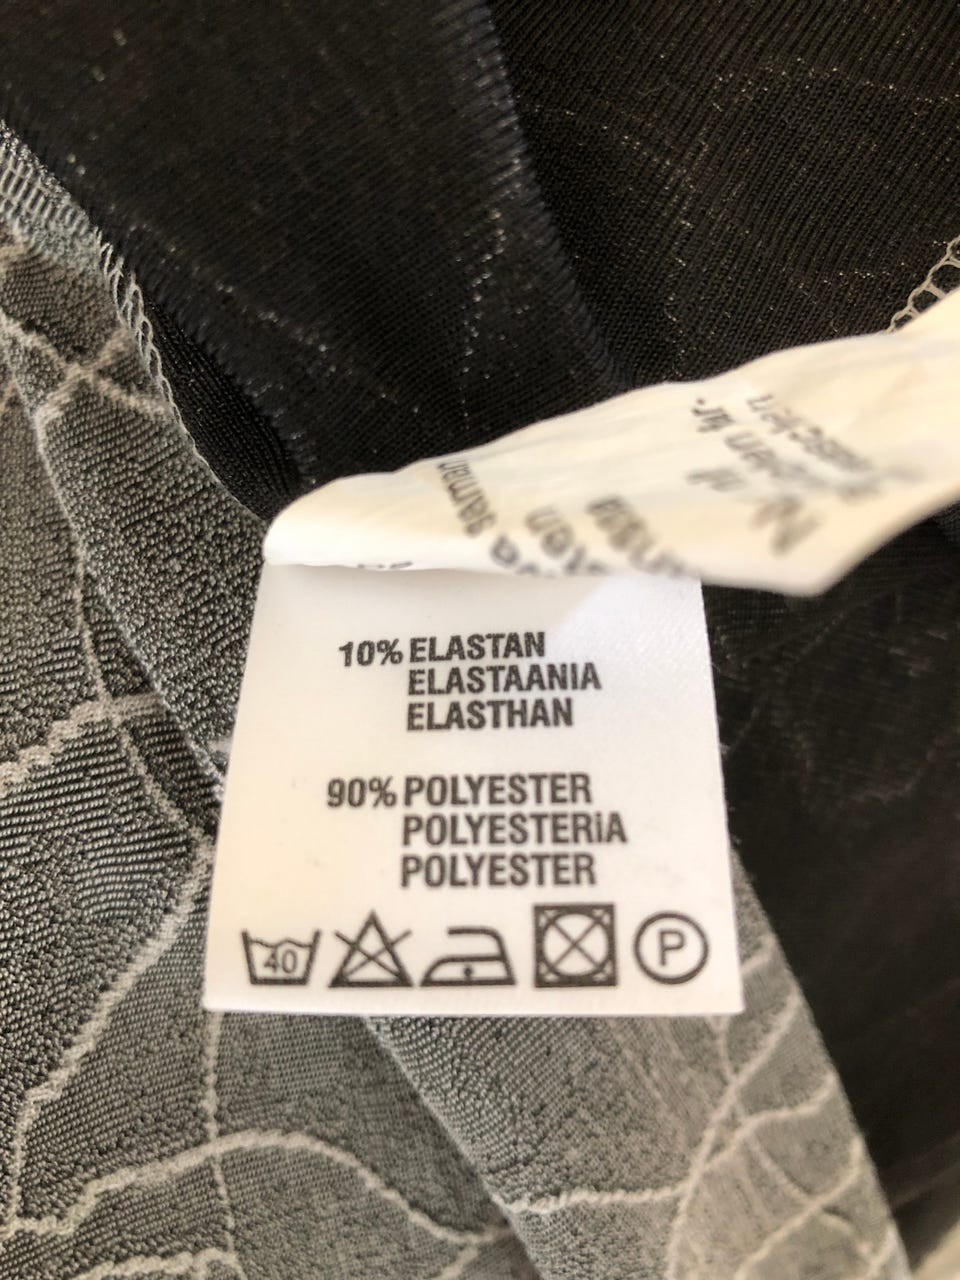 10% ELASTAN
ELASTAANIA
ELASTHAN
90% POLYESTER
POLYESTERiA
POLYESTER
40
P